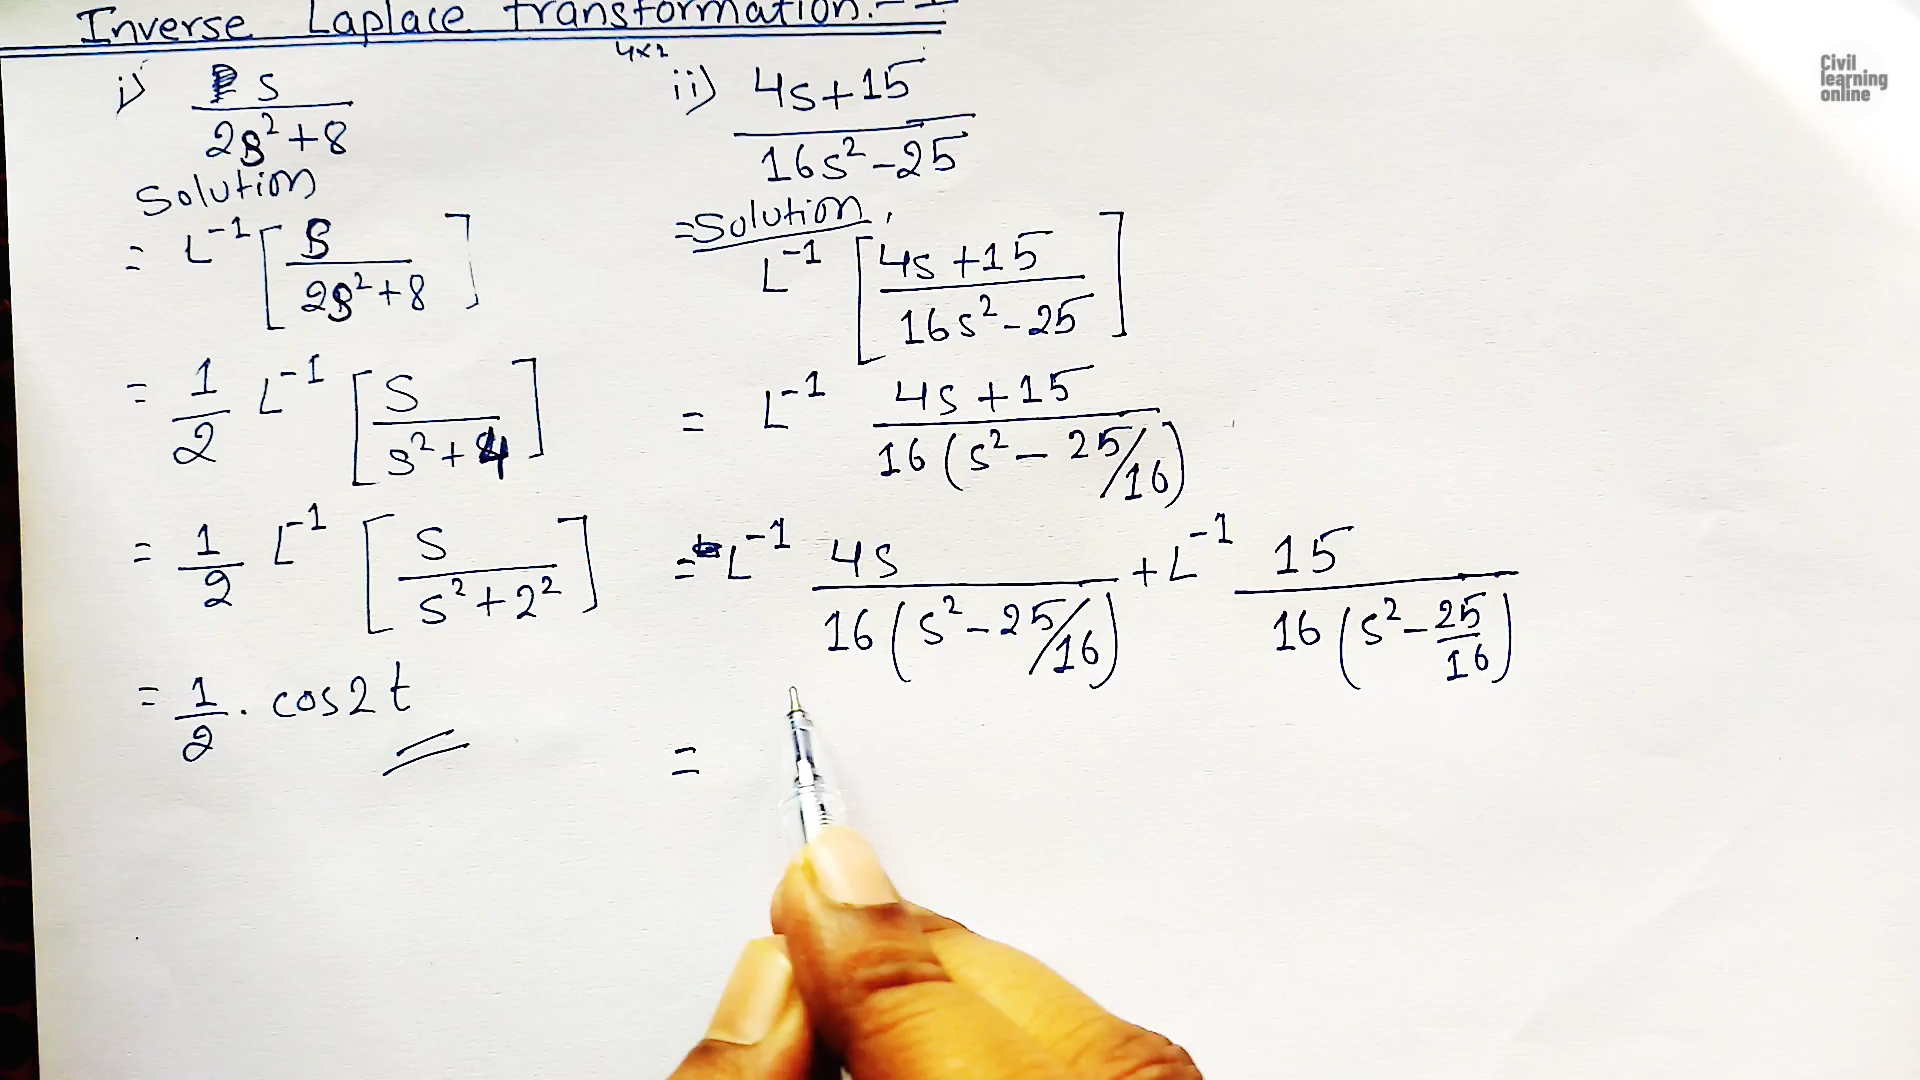 Inverse Laplace transformation.- I
i) s / 2s² + 8
Solution
= L⁻¹ [ s / 2s² + 8 ]
= 1/2 L⁻¹ [ s / s² + 4 ]
= 1/2 L⁻¹ [ s / s² + 2² ]
= 1/2 . cos2t
4×2
ii) 4s+15 / 16s² - 25
= Solution,
L⁻¹ [ 4s + 15 / 16s² - 25 ]
= L⁻¹ 4s + 15 / 16 ( s² - 25/16 )
= L⁻¹ 4s / 16 ( s² - 25/16 ) + L⁻¹ 15 / 16 ( s² - 25/16 )
=
Civil
learning
online